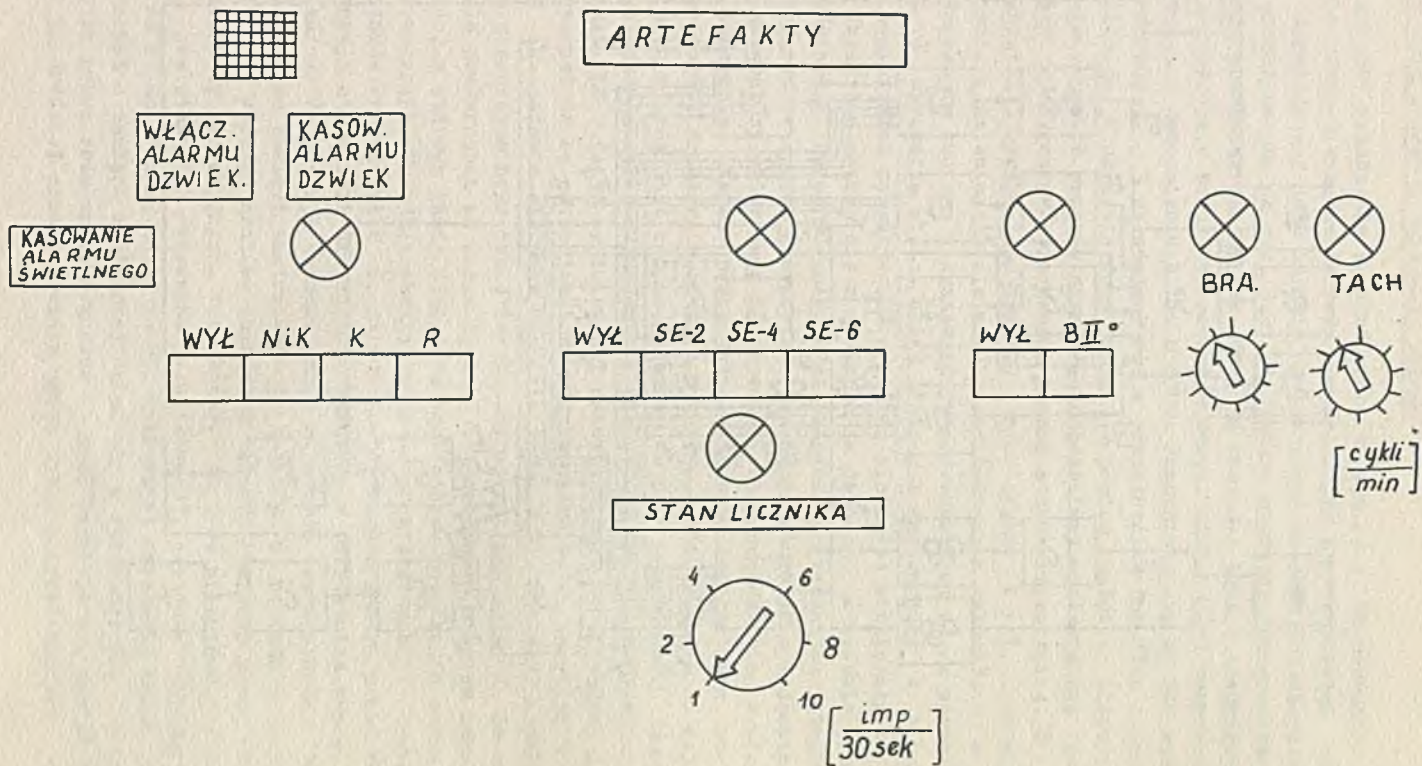 ARTEFAKTY
WŁĄCZ.
ALARMU
DZWIEK.
KASOW.
ALARMU
DZWIEK
KASOWANIE
ALARMU
ŚWIETLNEGO
BRA.
TACH
WYŁ NiK K R
WYŁ SE-2 SE-4 SE-6
WYŁ BII°
[cykli
min]
STAN LICZNIKA
4 6
2 8
1 10
[imp
30sek]